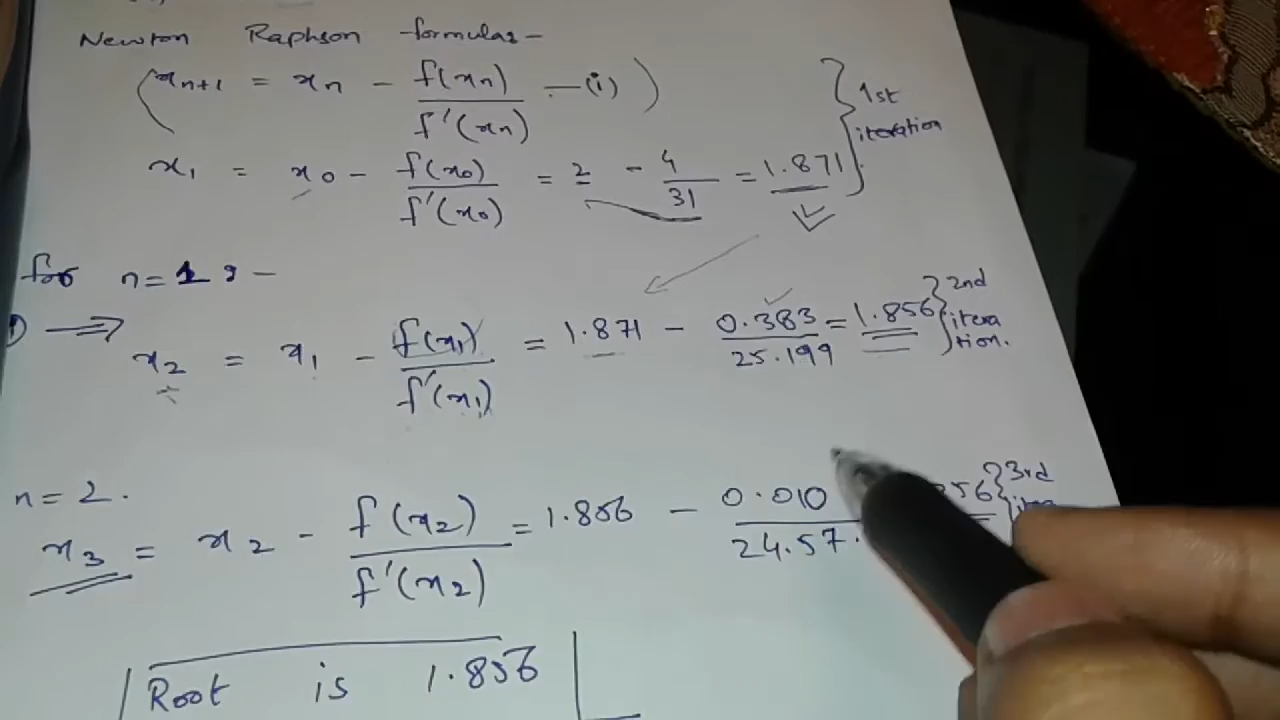 Newton Raphson formulas-
(xn+1 = xn - f(xn)/f'(xn) —(i))
x1 = x0 - f(x0)/f'(x0) = 2 - 4/31 = 1.871 } 1st iteration
for n=1 :-
⟹ x2 = x1 - f(x1)/f'(x1) = 1.871 - 0.383/25.199 = 1.856 } 2nd itera tion.
n=2.
x3 = x2 - f(x2)/f'(x2) = 1.856 - 0.010/24.57. 56 } 3rd
Root is 1.856